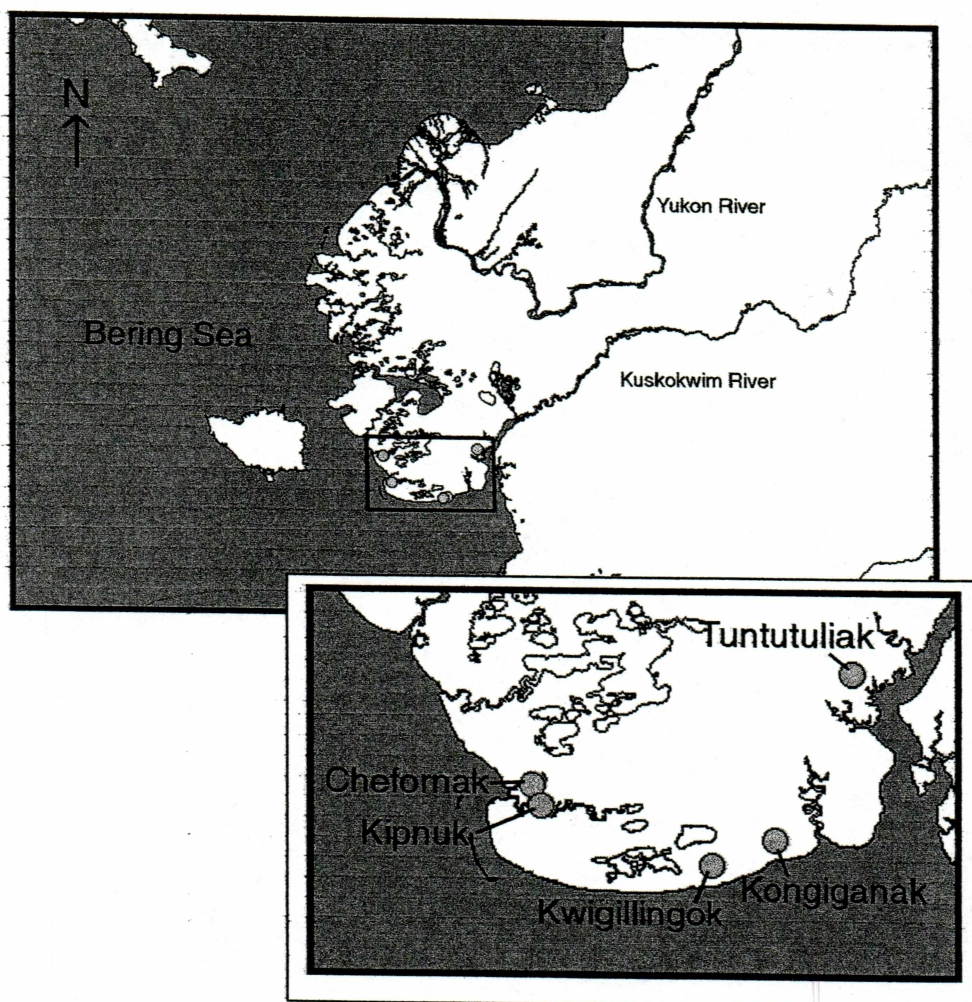 N
Yukon River
Bering Sea
Kuskokwim River
Tuntutuliak
Chefornak
Kipnuk
Kongiganak
Kwigillingok